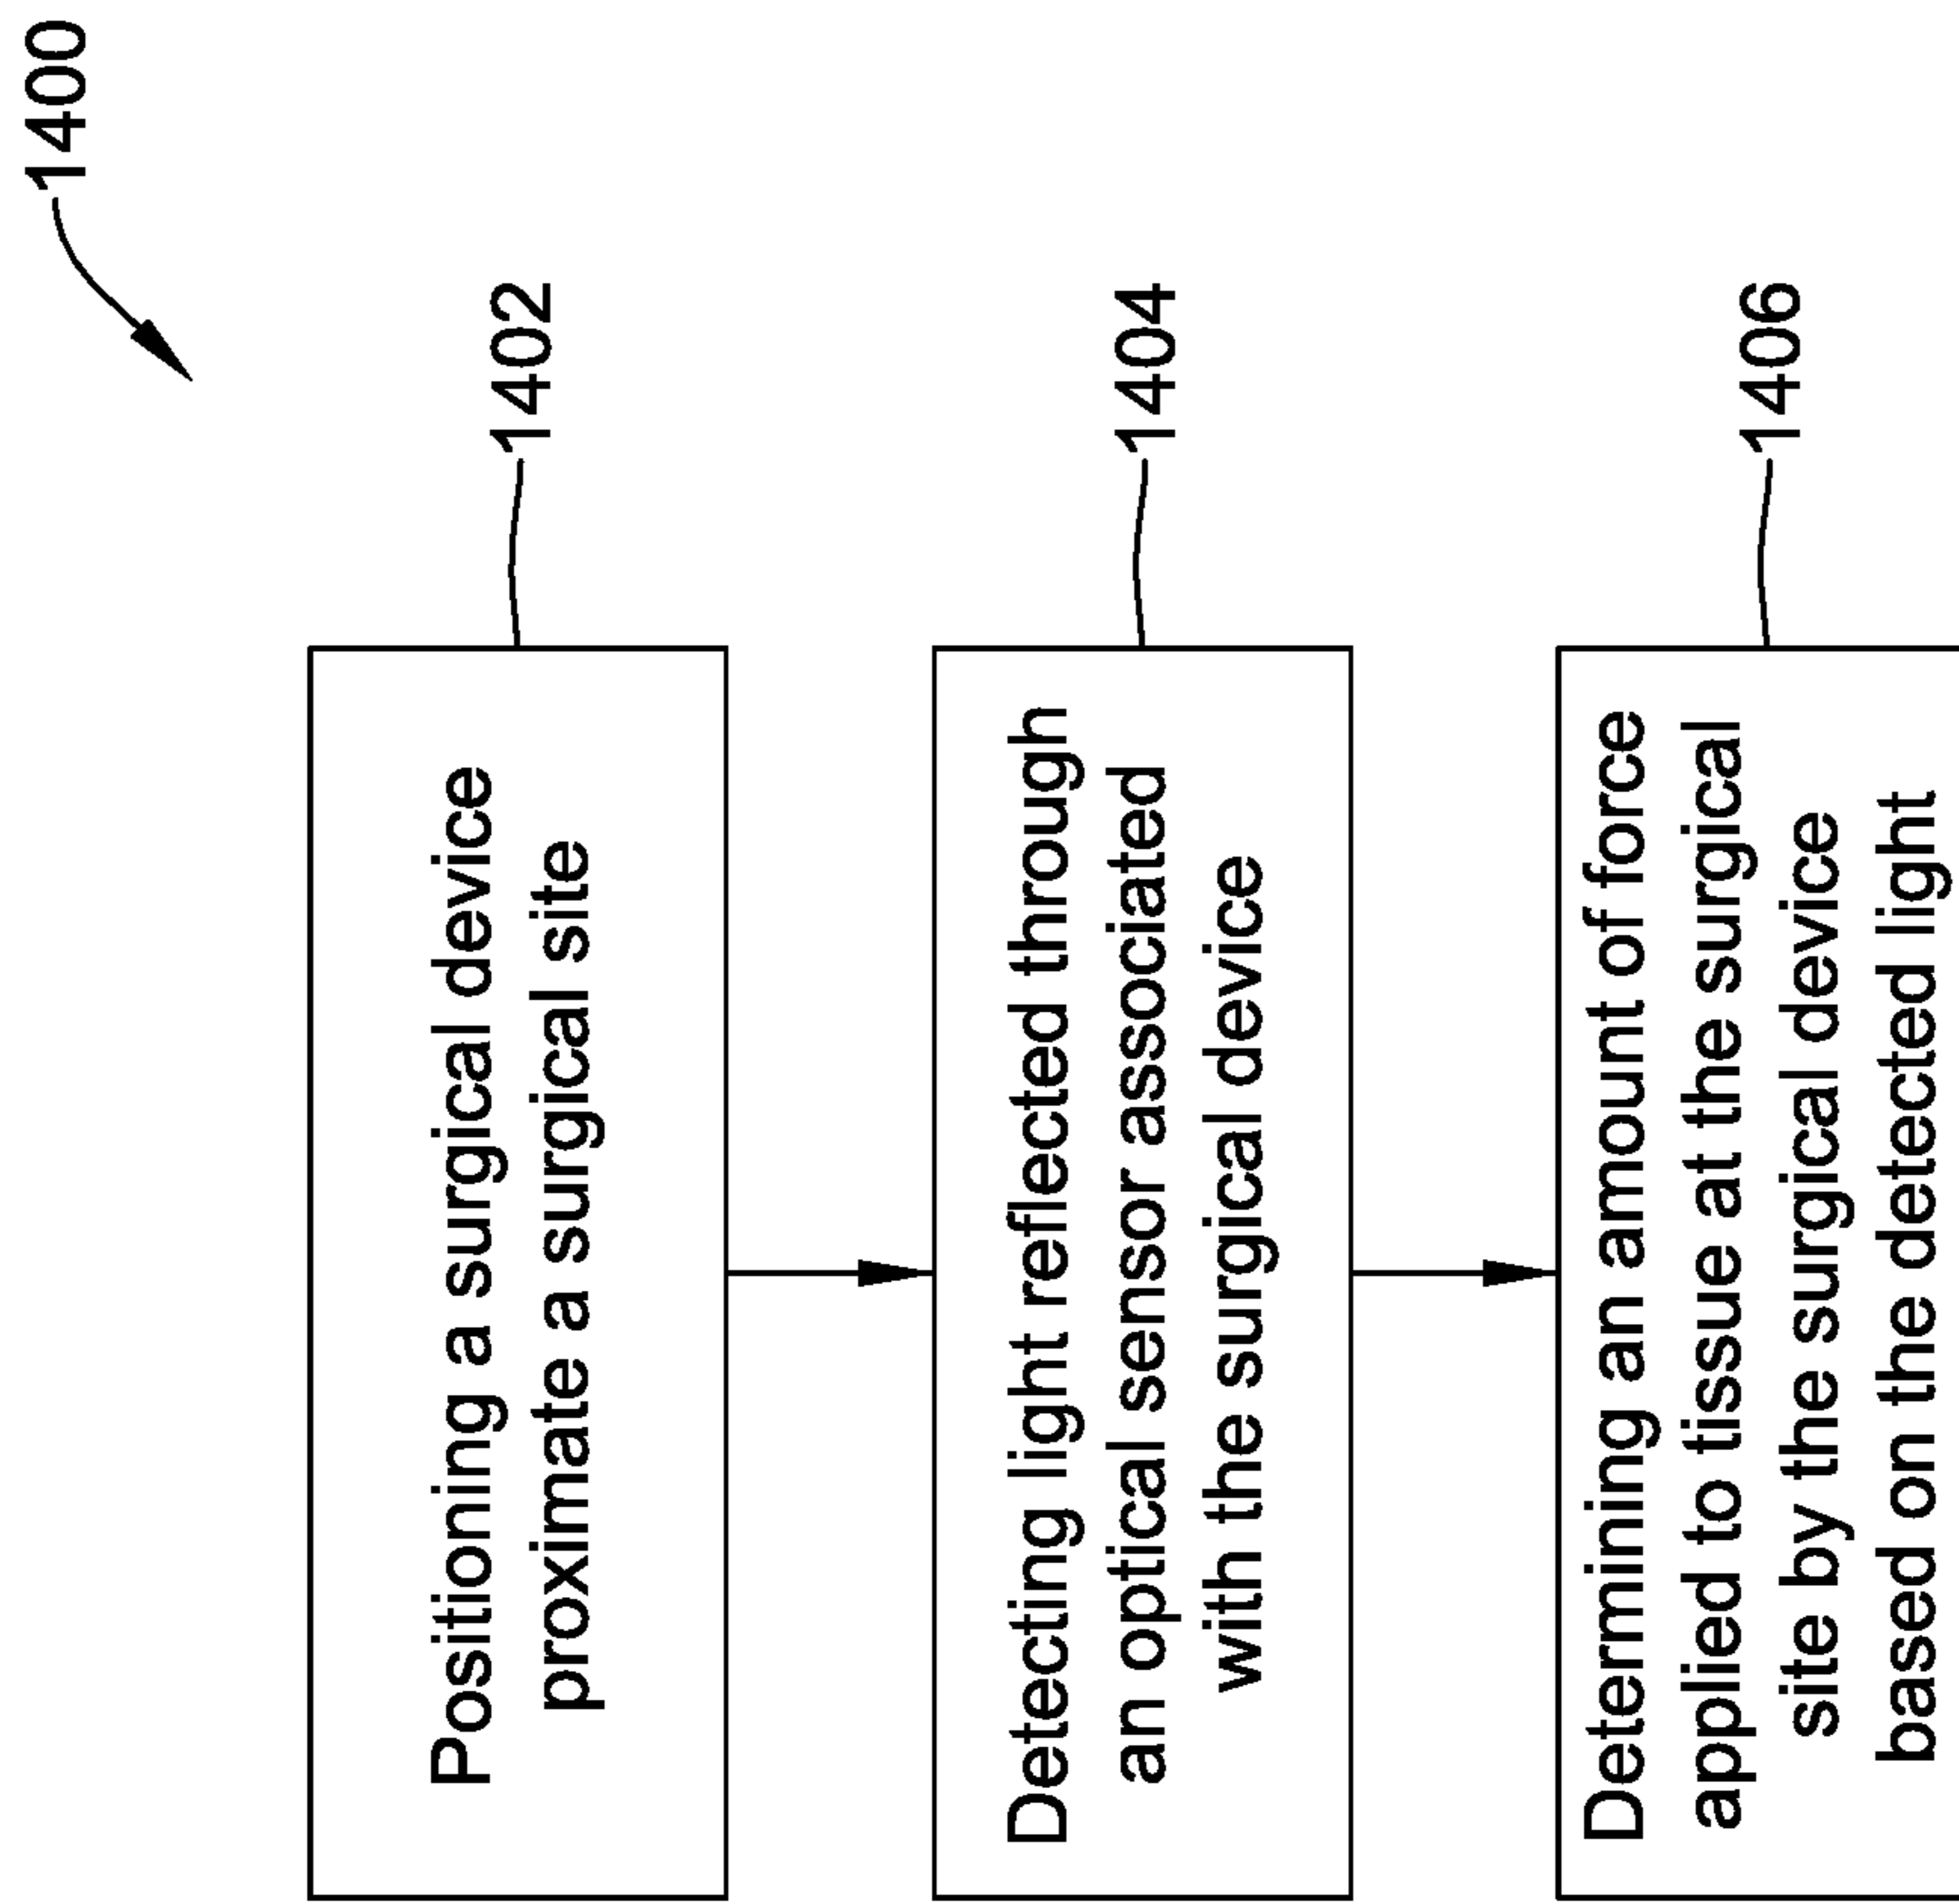 1400
Positioning a surgical device
proximate a surgical site
1402
Detecting light reflected through
an optical sensor associated
with the surgical device
1404
Determining an amount of force
applied to tissue at the surgical
site by the surgical device
based on the detected light
1406